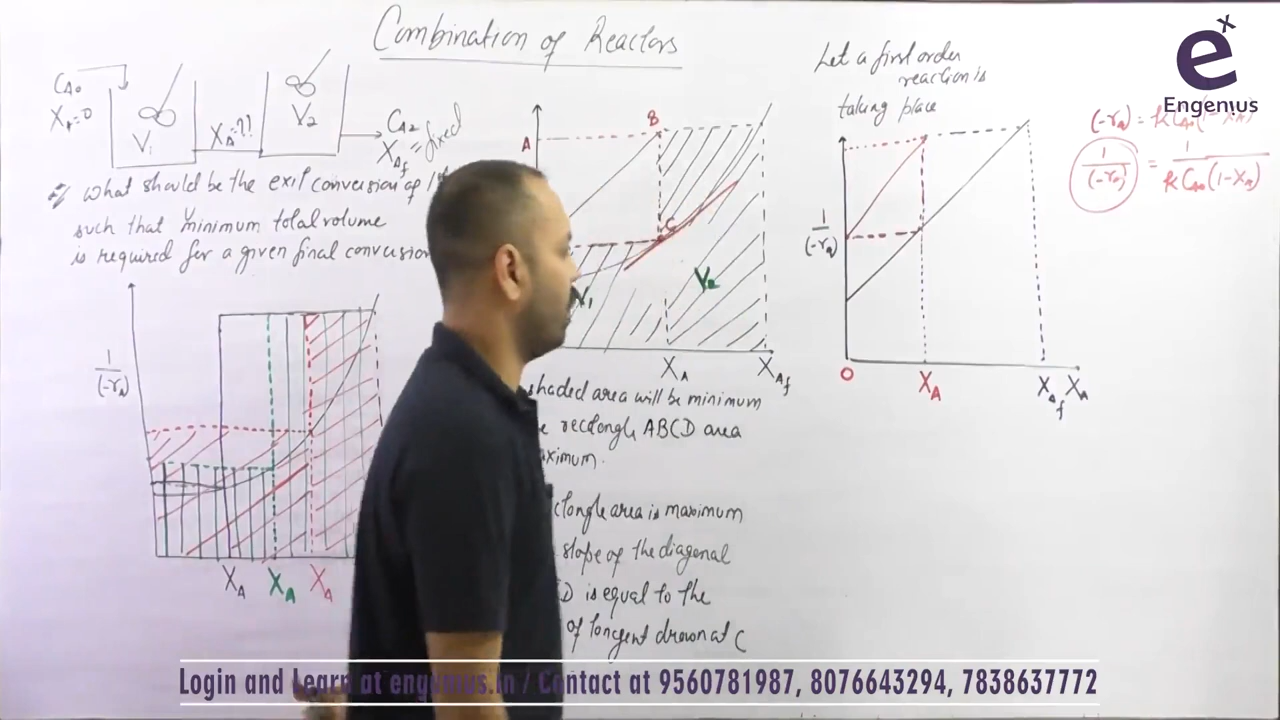 Combination of Reactors
CA0
XA=0
V1
XA=??
V2
CA2
XAf = fixed
what should be the exit conversion of
such that minimum total volume
is required for a given final conversion
1/(-rA)
XA XA XA
A B
C
V1 V2
XA XAf
shaded area will be minimum
rectangle ABCD area
rectangle area is maximum
slope of the diagonal
is equal to the
of tangent drawn at C
Let a first order
reaction is
taking place
1/(-rA)
0 XA XAf XA
(-rA) = kCA0(1-XA)
1/(-rA) = 1/kCA0(1-XA)
ex
Engenius
Login and Learn at engenius.in / Contact at 9560781987, 8076643294, 7838637772